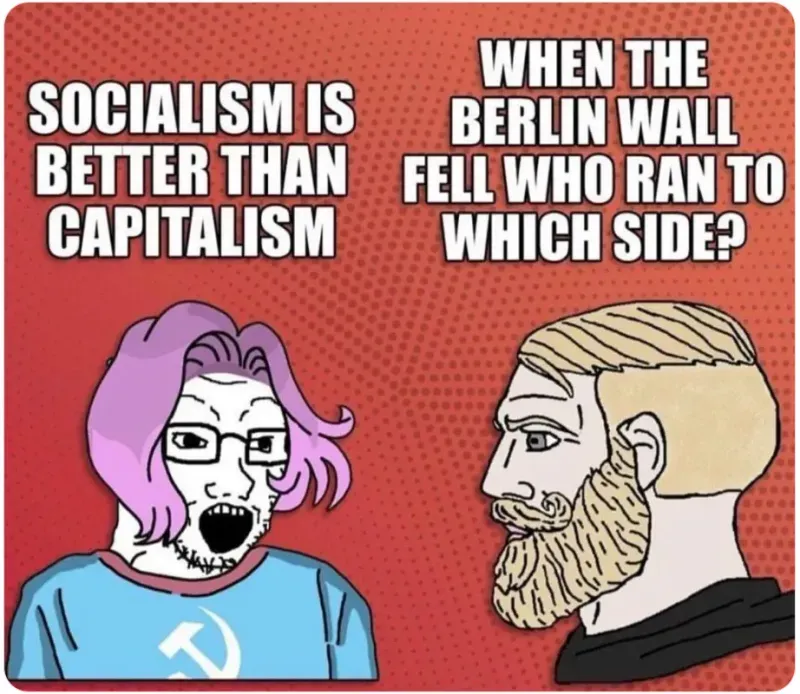 SOCIALISM IS
BETTER THAN
CAPITALISM
WHEN THE
BERLIN WALL
FELL WHO RAN TO
WHICH SIDE?